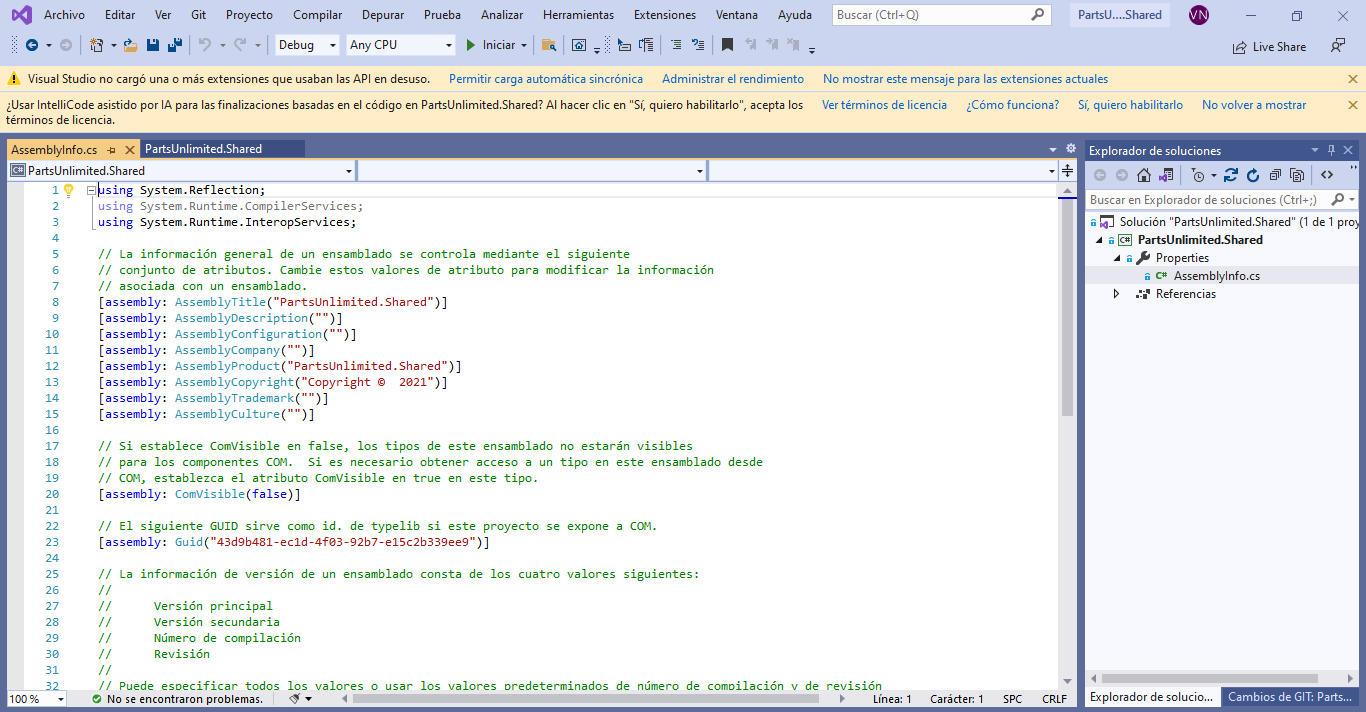 Archivo Editar Ver Git Proyecto Compilar Depurar Prueba Analizar Herramientas Extensiones Ventana Ayuda Buscar (Ctrl+Q) PartsU....Shared VN
Debug Any CPU Iniciar Live Share
Visual Studio no cargó una o más extensiones que usaban las API en desuso. Permitir carga automática sincrónica Administrar el rendimiento No mostrar este mensaje para las extensiones actuales
¿Usar IntelliCode asistido por IA para las finalizaciones basadas en el código en PartsUnlimited.Shared? Al hacer clic en "Sí, quiero habilitarlo", acepta los Ver términos de licencia ¿Cómo funciona? Sí, quiero habilitarlo No volver a mostrar
términos de licencia.
AssemblyInfo.cs PartsUnlimited.Shared
C# PartsUnlimited.Shared
1 using System.Reflection;
2 using System.Runtime.CompilerServices;
3 using System.Runtime.InteropServices;
4
5 // La información general de un ensamblado se controla mediante el siguiente
6 // conjunto de atributos. Cambie estos valores de atributo para modificar la información
7 // asociada con un ensamblado.
8 [assembly: AssemblyTitle("PartsUnlimited.Shared")]
9 [assembly: AssemblyDescription("")]
10 [assembly: AssemblyConfiguration("")]
11 [assembly: AssemblyCompany("")]
12 [assembly: AssemblyProduct("PartsUnlimited.Shared")]
13 [assembly: AssemblyCopyright("Copyright ©  2021")]
14 [assembly: AssemblyTrademark("")]
15 [assembly: AssemblyCulture("")]
16
17 // Si establece ComVisible en false, los tipos de este ensamblado no estarán visibles
18 // para los componentes COM.  Si es necesario obtener acceso a un tipo en este ensamblado desde
19 // COM, establezca el atributo ComVisible en true en este tipo.
20 [assembly: ComVisible(false)]
21
22 // El siguiente GUID sirve como id. de typelib si este proyecto se expone a COM.
23 [assembly: Guid("43d9b481-ec1d-4f03-92b7-e15c2b339ee9")]
24
25 // La información de versión de un ensamblado consta de los cuatro valores siguientes:
26 //
27 //      Versión principal
28 //      Versión secundaria
29 //      Número de compilación
30 //      Revisión
31 //
32 // Puede especificar todos los valores o usar los valores predeterminados de número de compilación y de revisión
100 % No se encontraron problemas. Línea: 1 Carácter: 1 SPC CRLF
Explorador de soluciones
Buscar en Explorador de soluciones (Ctrl+;)
Solución "PartsUnlimited.Shared" (1 de 1 proy
C# PartsUnlimited.Shared
Properties
C# AssemblyInfo.cs
Referencias
Explorador de solucio... Cambios de GIT: Parts...